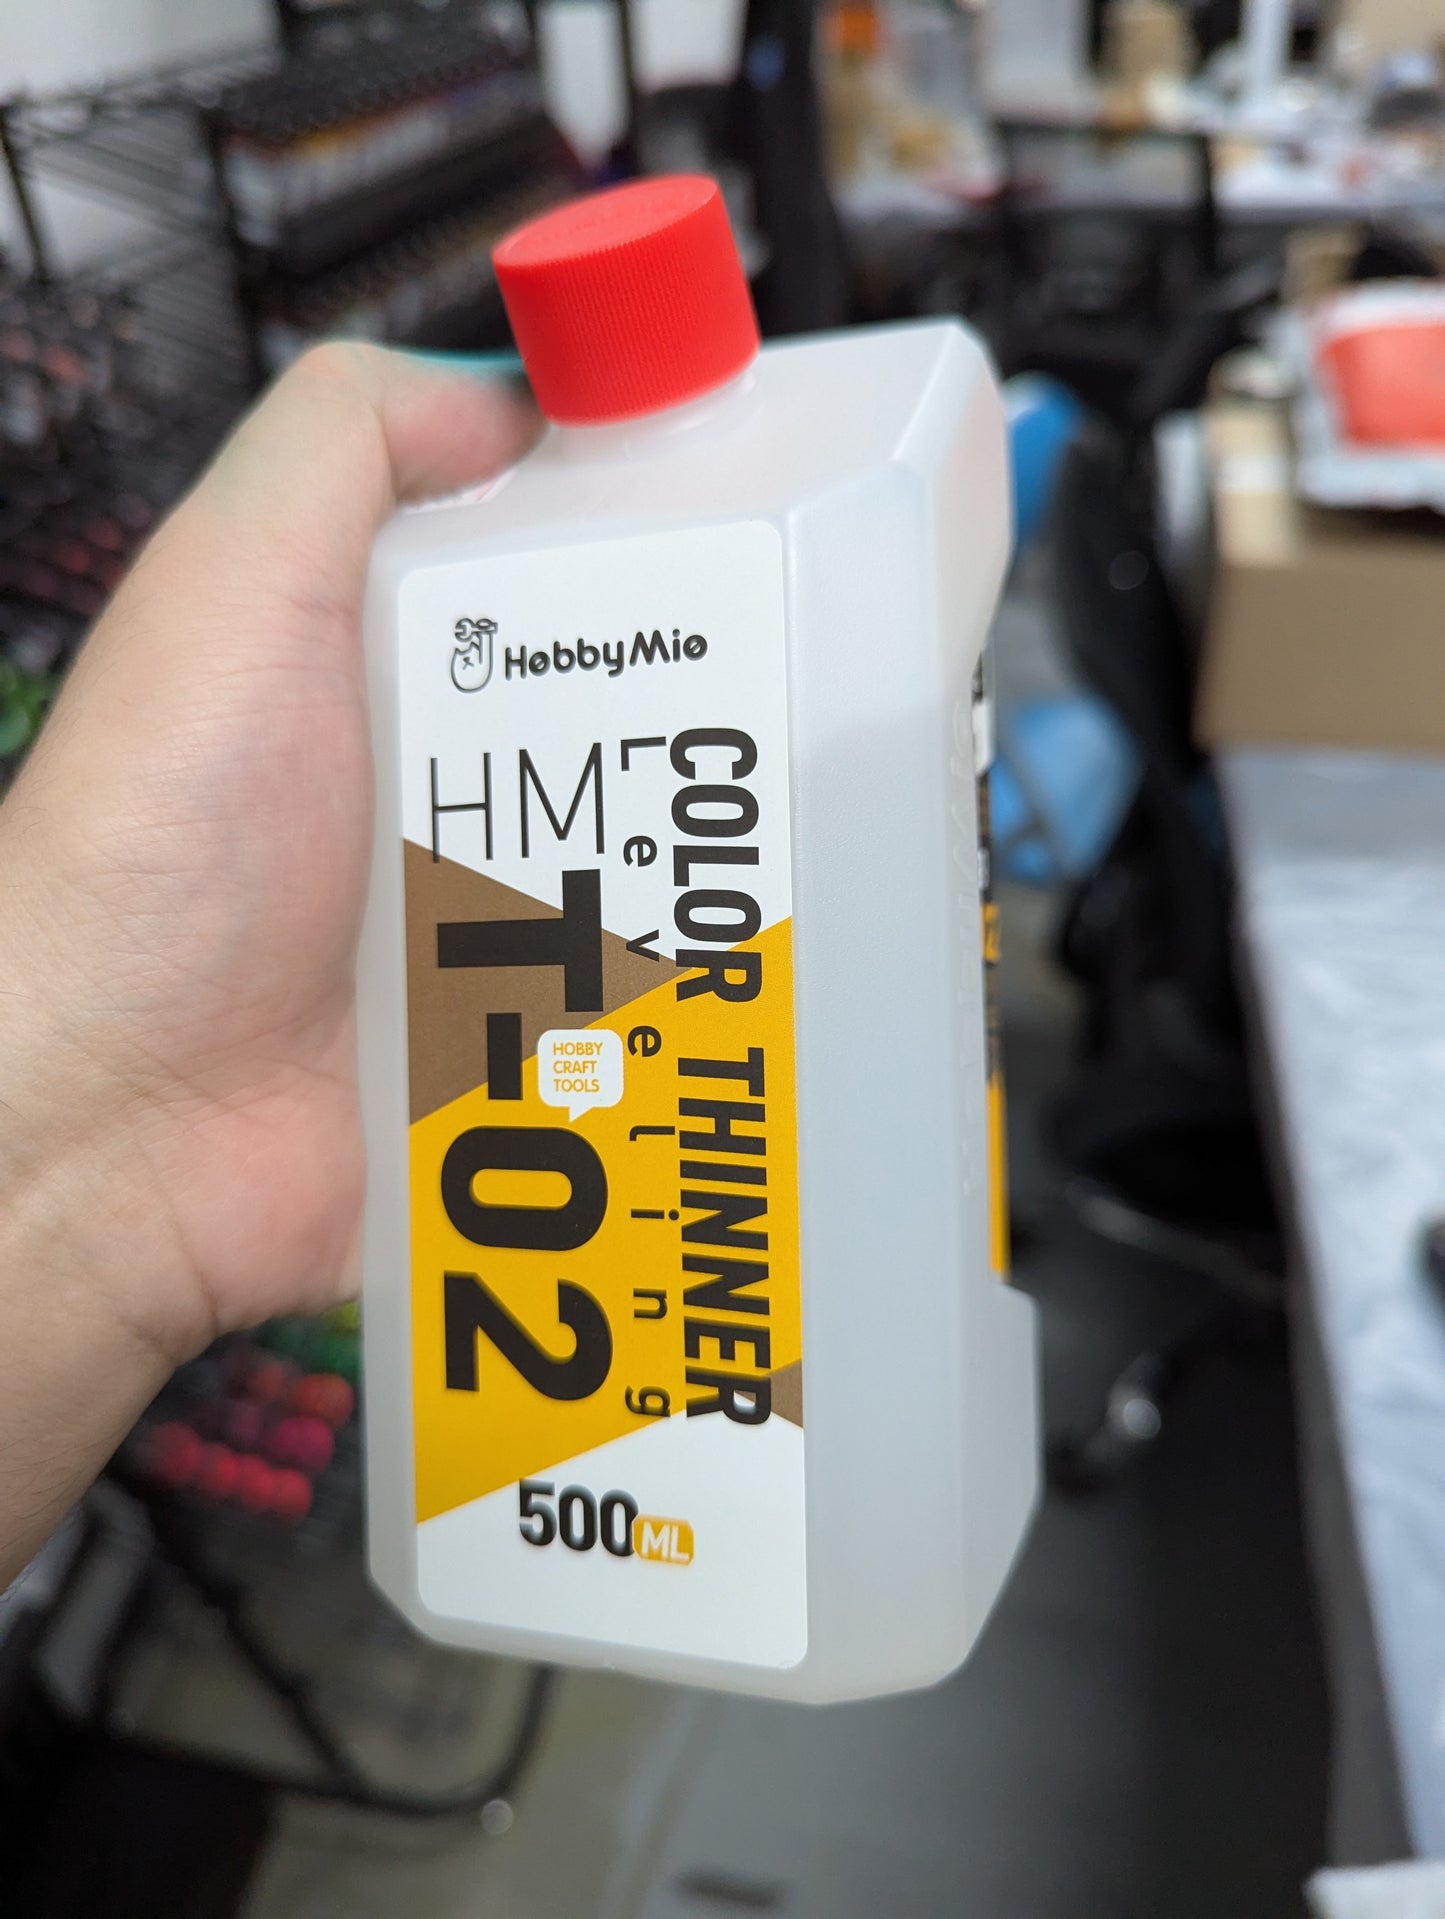 HobbyMio
HM
T-02
Leveling
COLOR THINNER
HOBBY
CRAFT
TOOLS
500ML